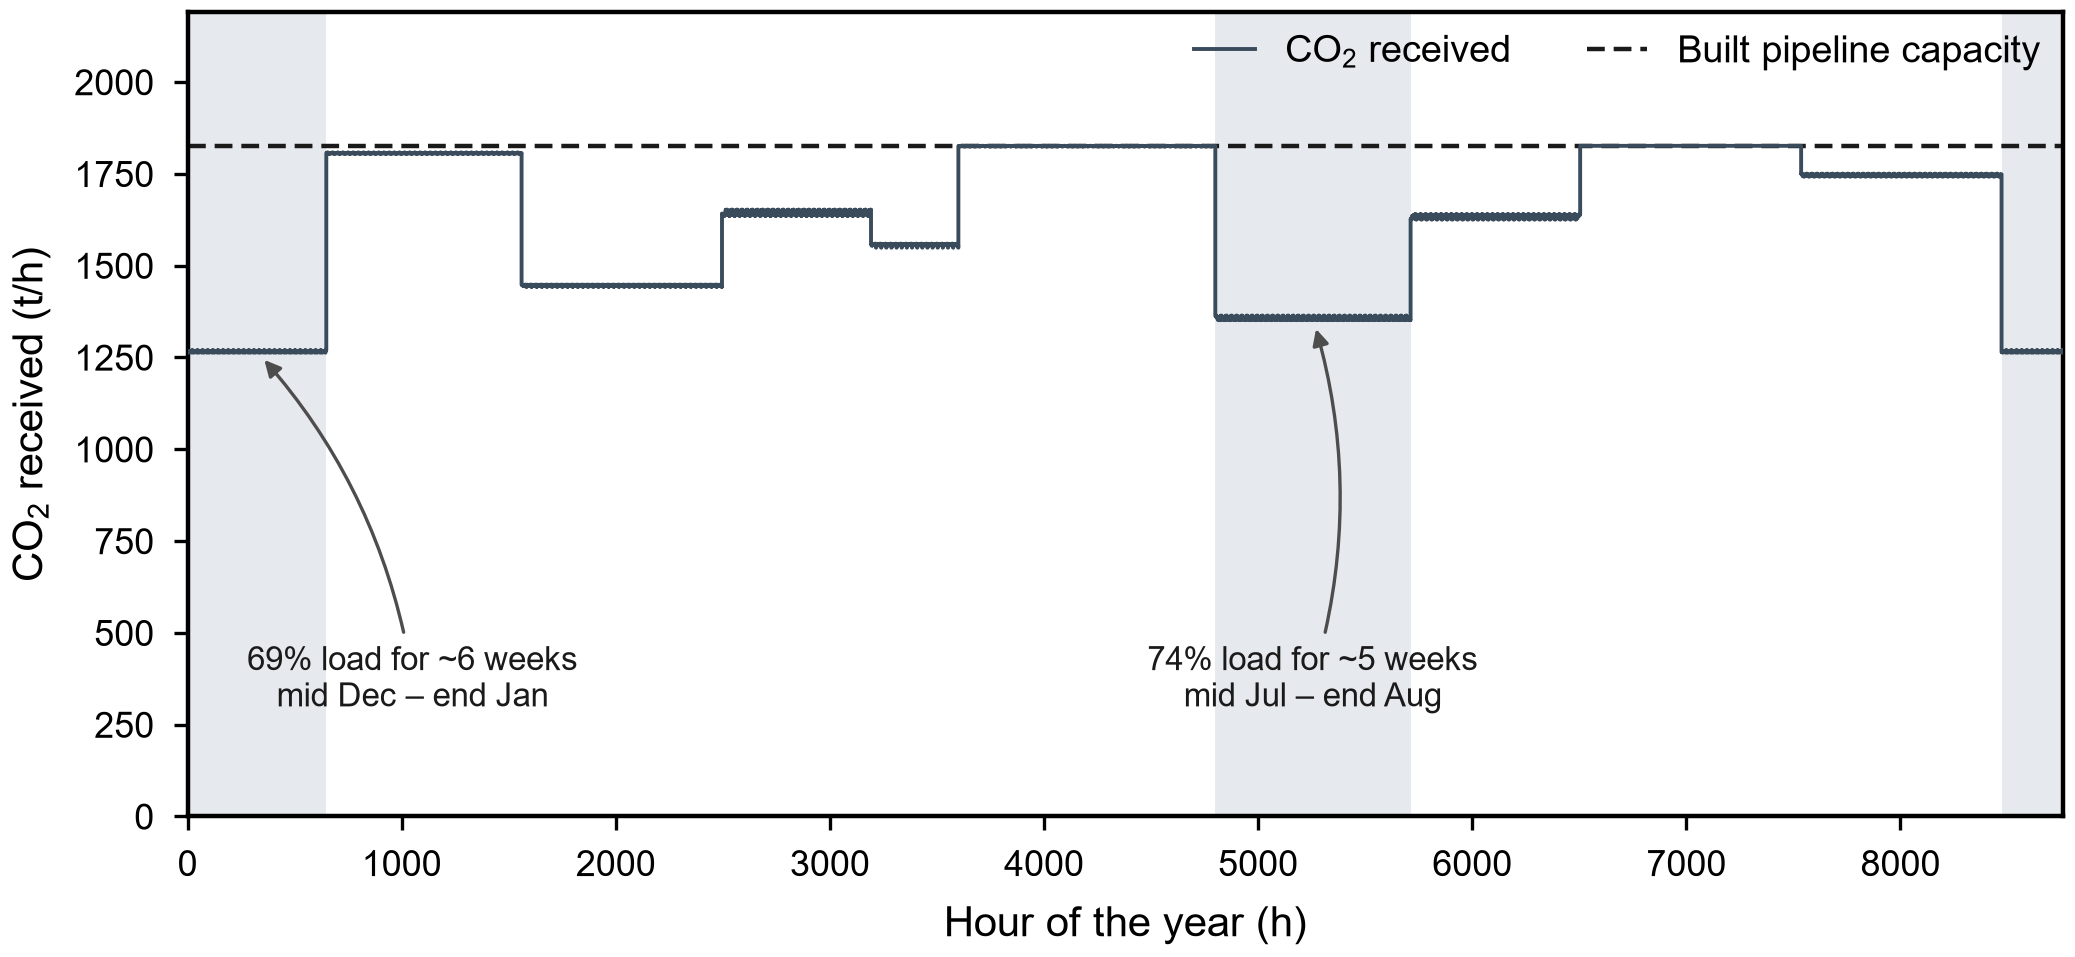 CO₂ received
Built pipeline capacity
CO₂ received (t/h)
2000
1750
1500
1250
1000
750
500
250
0
69% load for ~6 weeks
mid Dec – end Jan
74% load for ~5 weeks
mid Jul – end Aug
0 1000 2000 3000 4000 5000 6000 7000 8000
Hour of the year (h)